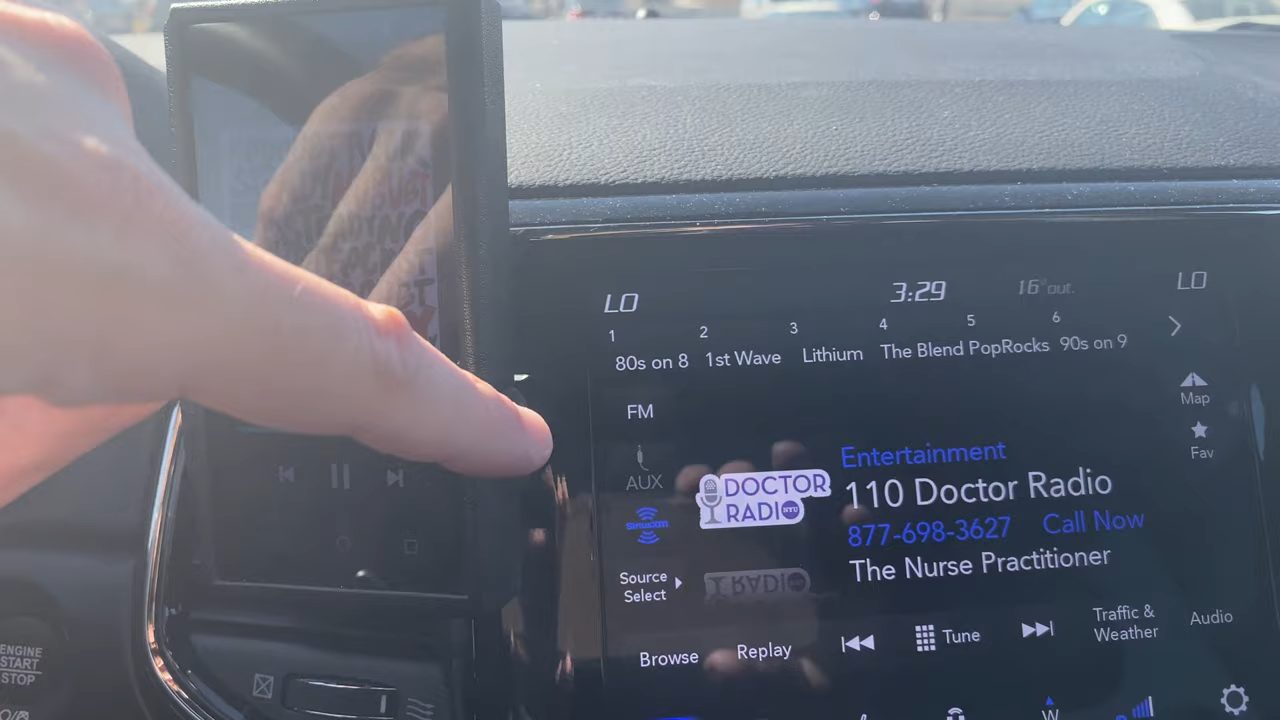 LO
3:29
16° out.
LO
1 2 3 4 5 6
80s on 8 1st Wave Lithium The Blend PopRocks 90s on 9
FM
Map
Fav
AUX
SiriusXM
DOCTOR
RADIO
NYU
Entertainment
110 Doctor Radio
877-698-3627 Call Now
The Nurse Practitioner
Source
Select
Browse
Replay
Tune
Traffic &
Weather
Audio
W
ENGINE
START
STOP